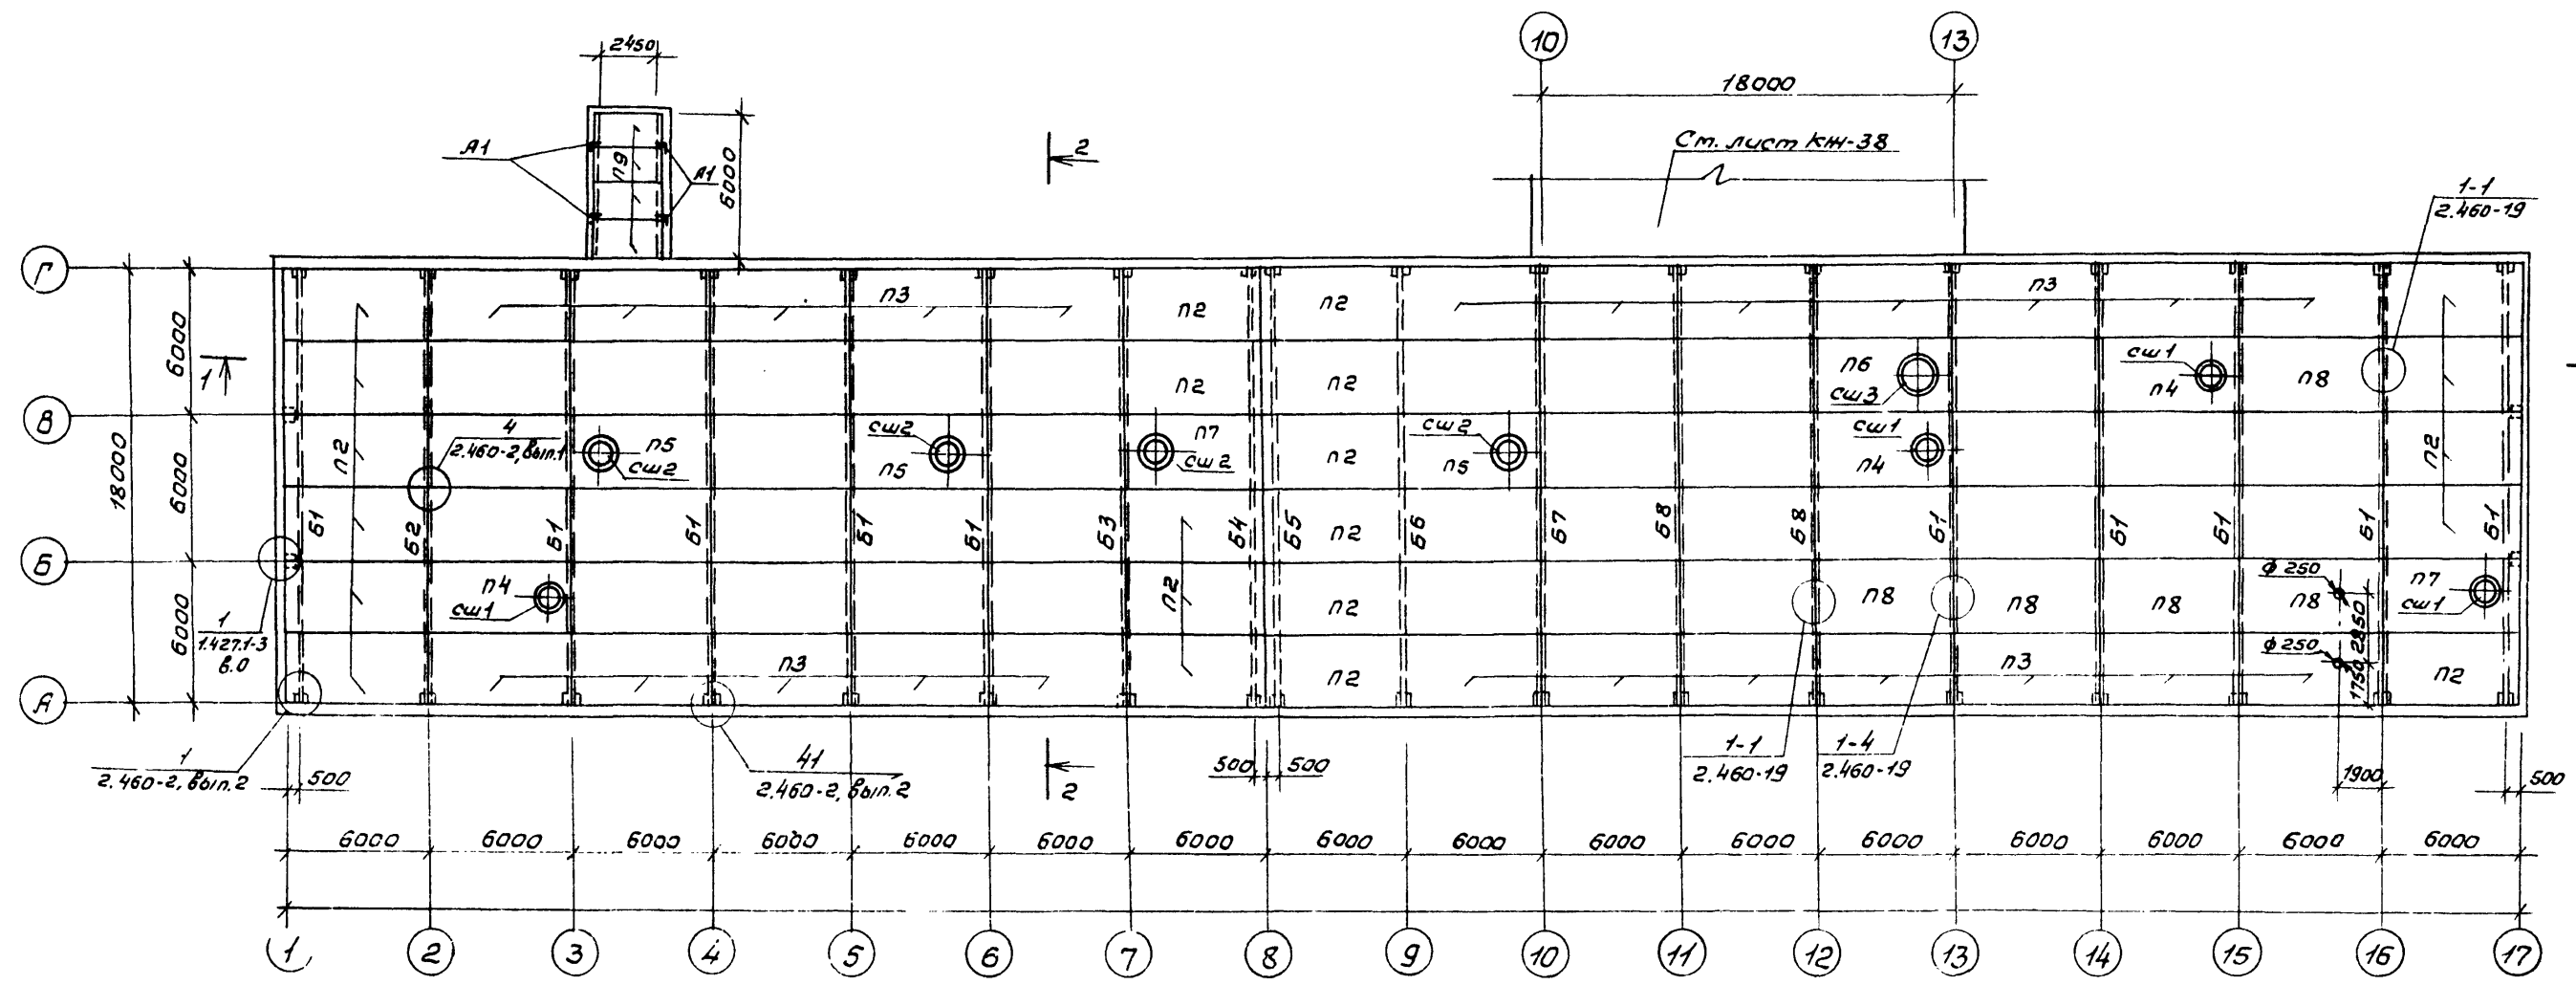 10
13
2450
18000
См. лист КЖ-38
А1
А1
п9
6000
2
1-1
2.460-19
Г
п3
п2
п2
п3
6000
1
п2
п2
п6
сш3
сш1
п4
п8
В
4
2.460-2, вып.1
п5
сш2
сш2
п5
п7
сш2
п2
сш2
п5
сш1
п4
п2
п2
18000
6000
Б1
Б2
Б1
Б1
Б1
Б1
Б3
Б4
Б5
п2
Б6
Б7
Б8
Б8
Б1
Б1
Б1
Б1
Б1
Б
п4
сш1
п2
п2
п8
п8
п8
ф 250
п8
п7
сш1
2850
1
1.427.1-3
в.0
6000
п3
п2
п3
ф 250
1750
п2
А
1
2.460-2, вып.2
500
41
2.460-2, вып.2
2
500
500
1-1
2.460-19
1-4
2.460-19
1900
500
6000 6000 6000 6000 6000 6000 6000 6000 6000 6000 6000 6000 6000 6000 6000 6000
1 2 3 4 5 6 7 8 9 10 11 12 13 14 15 16 17